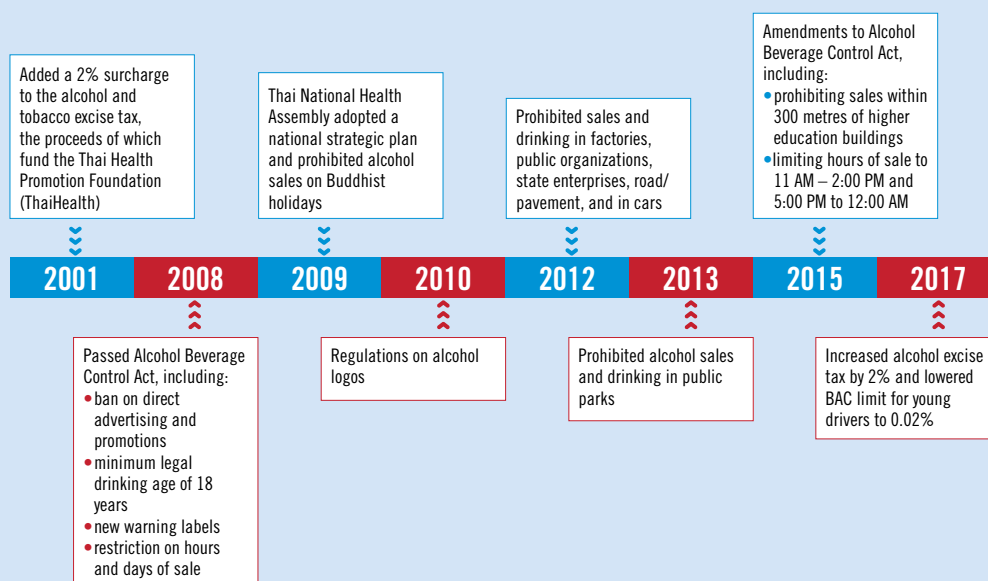 Added a 2% surcharge
to the alcohol and
tobacco excise tax,
the proceeds of which
fund the Thai Health
Promotion Foundation
(ThaiHealth)
Thai National Health
Assembly adopted a
national strategic plan
and prohibited alcohol
sales on Buddhist
holidays
Prohibited sales and
drinking in factories,
public organizations,
state enterprises, road/
pavement, and in cars
Amendments to Alcohol
Beverage Control Act,
including:
•prohibiting sales within
300 metres of higher
education buildings
•limiting hours of sale to
11 AM – 2:00 PM and
5:00 PM to 12:00 AM
2001 2008 2009 2010 2012 2013 2015 2017
Passed Alcohol Beverage
Control Act, including:
•ban on direct
advertising and
promotions
•minimum legal
drinking age of 18
years
•new warning labels
•restriction on hours
and days of sale
Regulations on alcohol
logos
Prohibited alcohol sales
and drinking in public
parks
Increased alcohol excise
tax by 2% and lowered
BAC limit for young
drivers to 0.02%